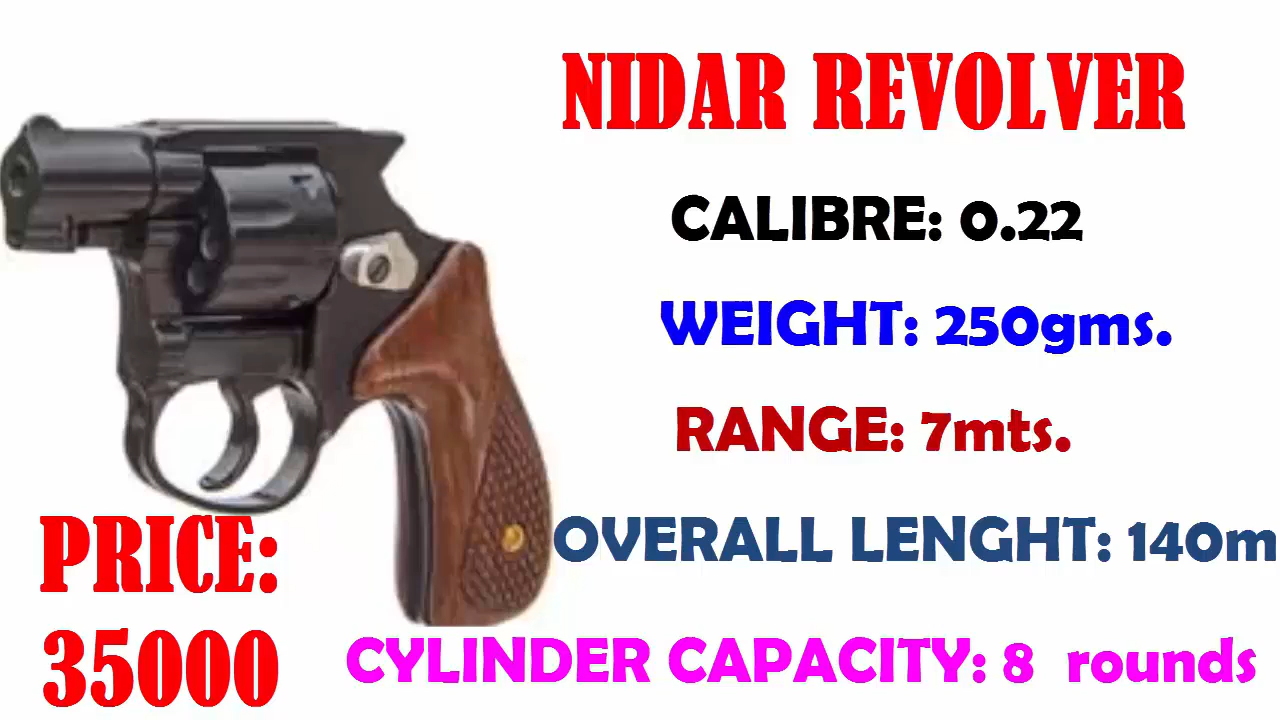 NIDAR REVOLVER
CALIBRE: 0.22
WEIGHT: 250gms.
RANGE: 7mts.
OVERALL LENGHT: 140m
PRICE:
35000
CYLINDER CAPACITY: 8 rounds